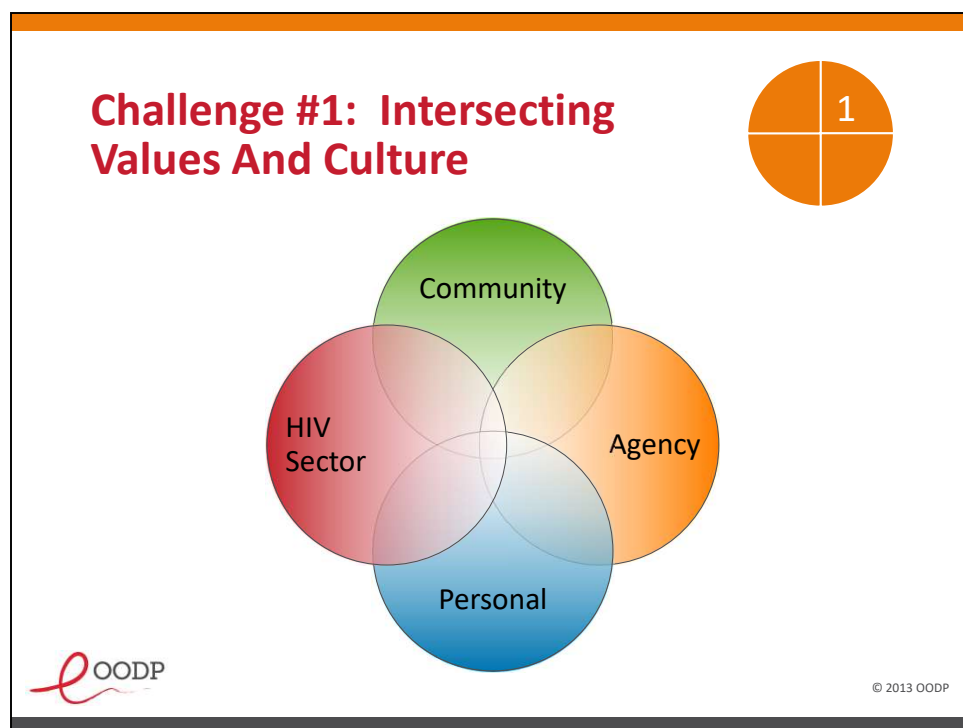 Challenge #1:  Intersecting
Values And Culture
1
Community
HIV
Sector
Agency
Personal
OODP
© 2013 OODP